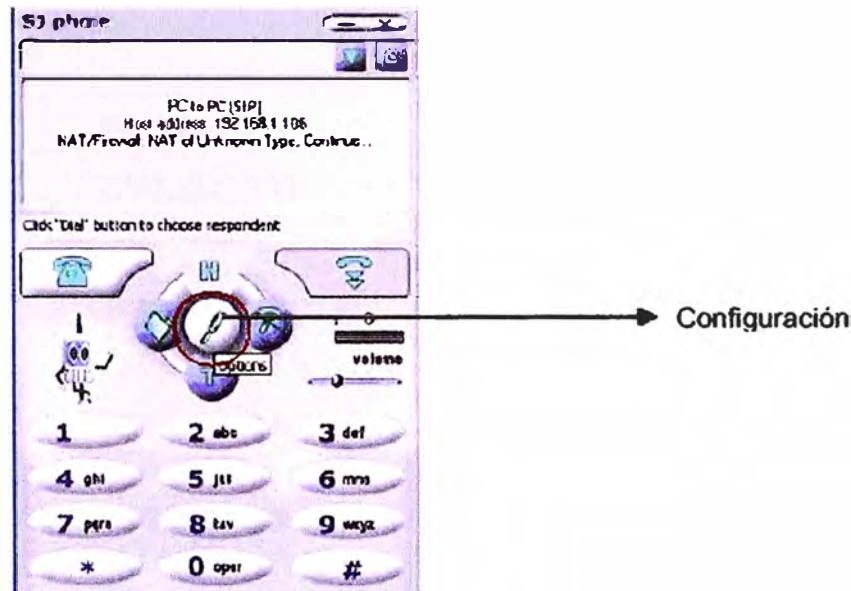 SJ phone
PC to PC [SIP]
Host address: 192.168.1.106
NAT/Firewall: NAT of Unknown Type, Continue...
Click "Dial" button to choose respondent
Options
Configuración
volume
1
2 abc
3 def
4 ghi
5 jkl
6 mno
7 pqrs
8 tuv
9 wxyz
*
0 oper
#